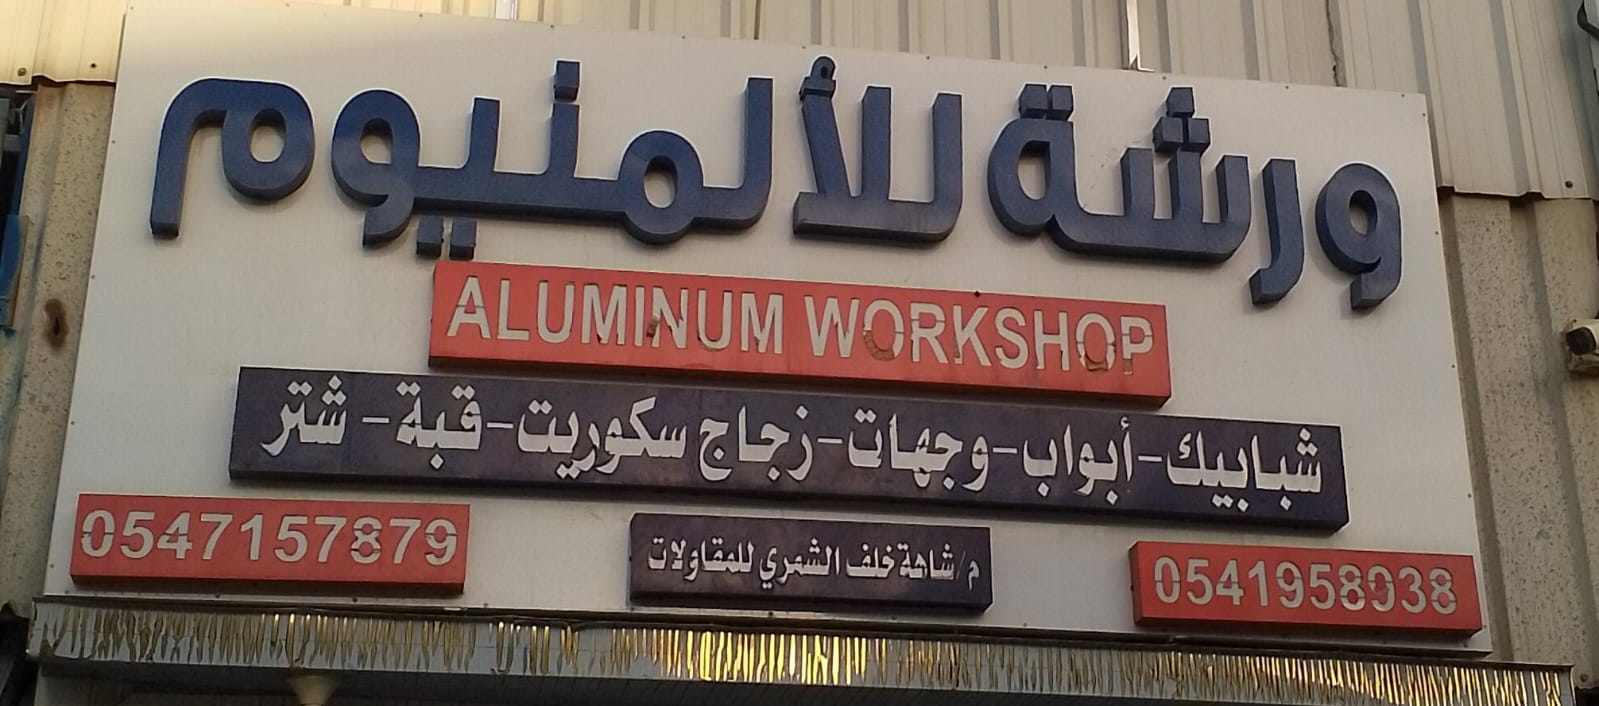 ورشة للألمنيوم
ALUMINUM WORKSHOP
شبابيك - أبواب - وجهات - زجاج سكوريت - قبة - شتر
0547157879
م/شاهة خلف الشمري للمقاولات
0541958938